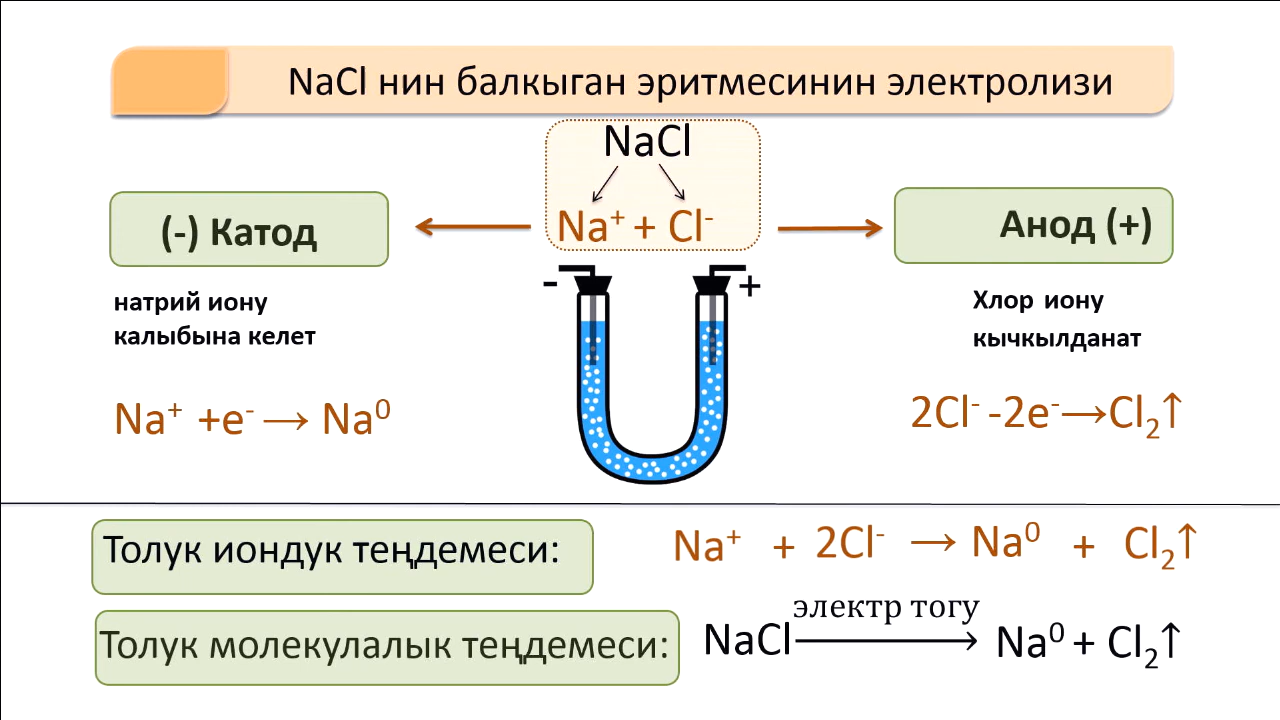 NaCl нин балкыган эритмесинин электролизи
NaCl
Na⁺ + Cl⁻
(-) Катод
Анод (+)
- +
натрий иону
калыбына келет
Хлор иону
кычкылданат
Na⁺ +e⁻ → Na⁰
2Cl⁻ -2e⁻→Cl₂↑
Толук иондук теңдемеси:
Na⁺ + 2Cl⁻ → Na⁰ + Cl₂↑
Толук молекулалык теңдемеси:
электр тогу
NaCl ⟶ Na⁰ + Cl₂↑